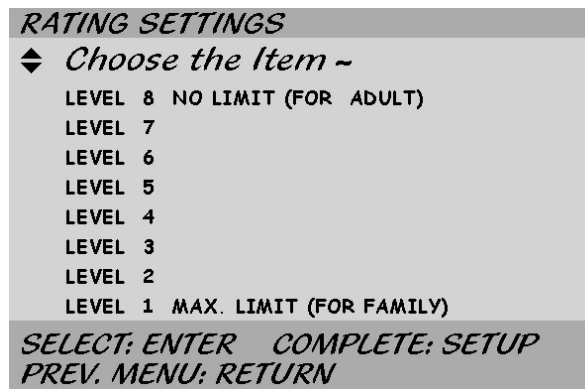 RATING SETTINGS
Choose the Item ~
LEVEL 8 NO LIMIT (FOR ADULT)
LEVEL 7
LEVEL 6
LEVEL 5
LEVEL 4
LEVEL 3
LEVEL 2
LEVEL 1 MAX. LIMIT (FOR FAMILY)
SELECT: ENTER COMPLETE: SETUP
PREV. MENU: RETURN